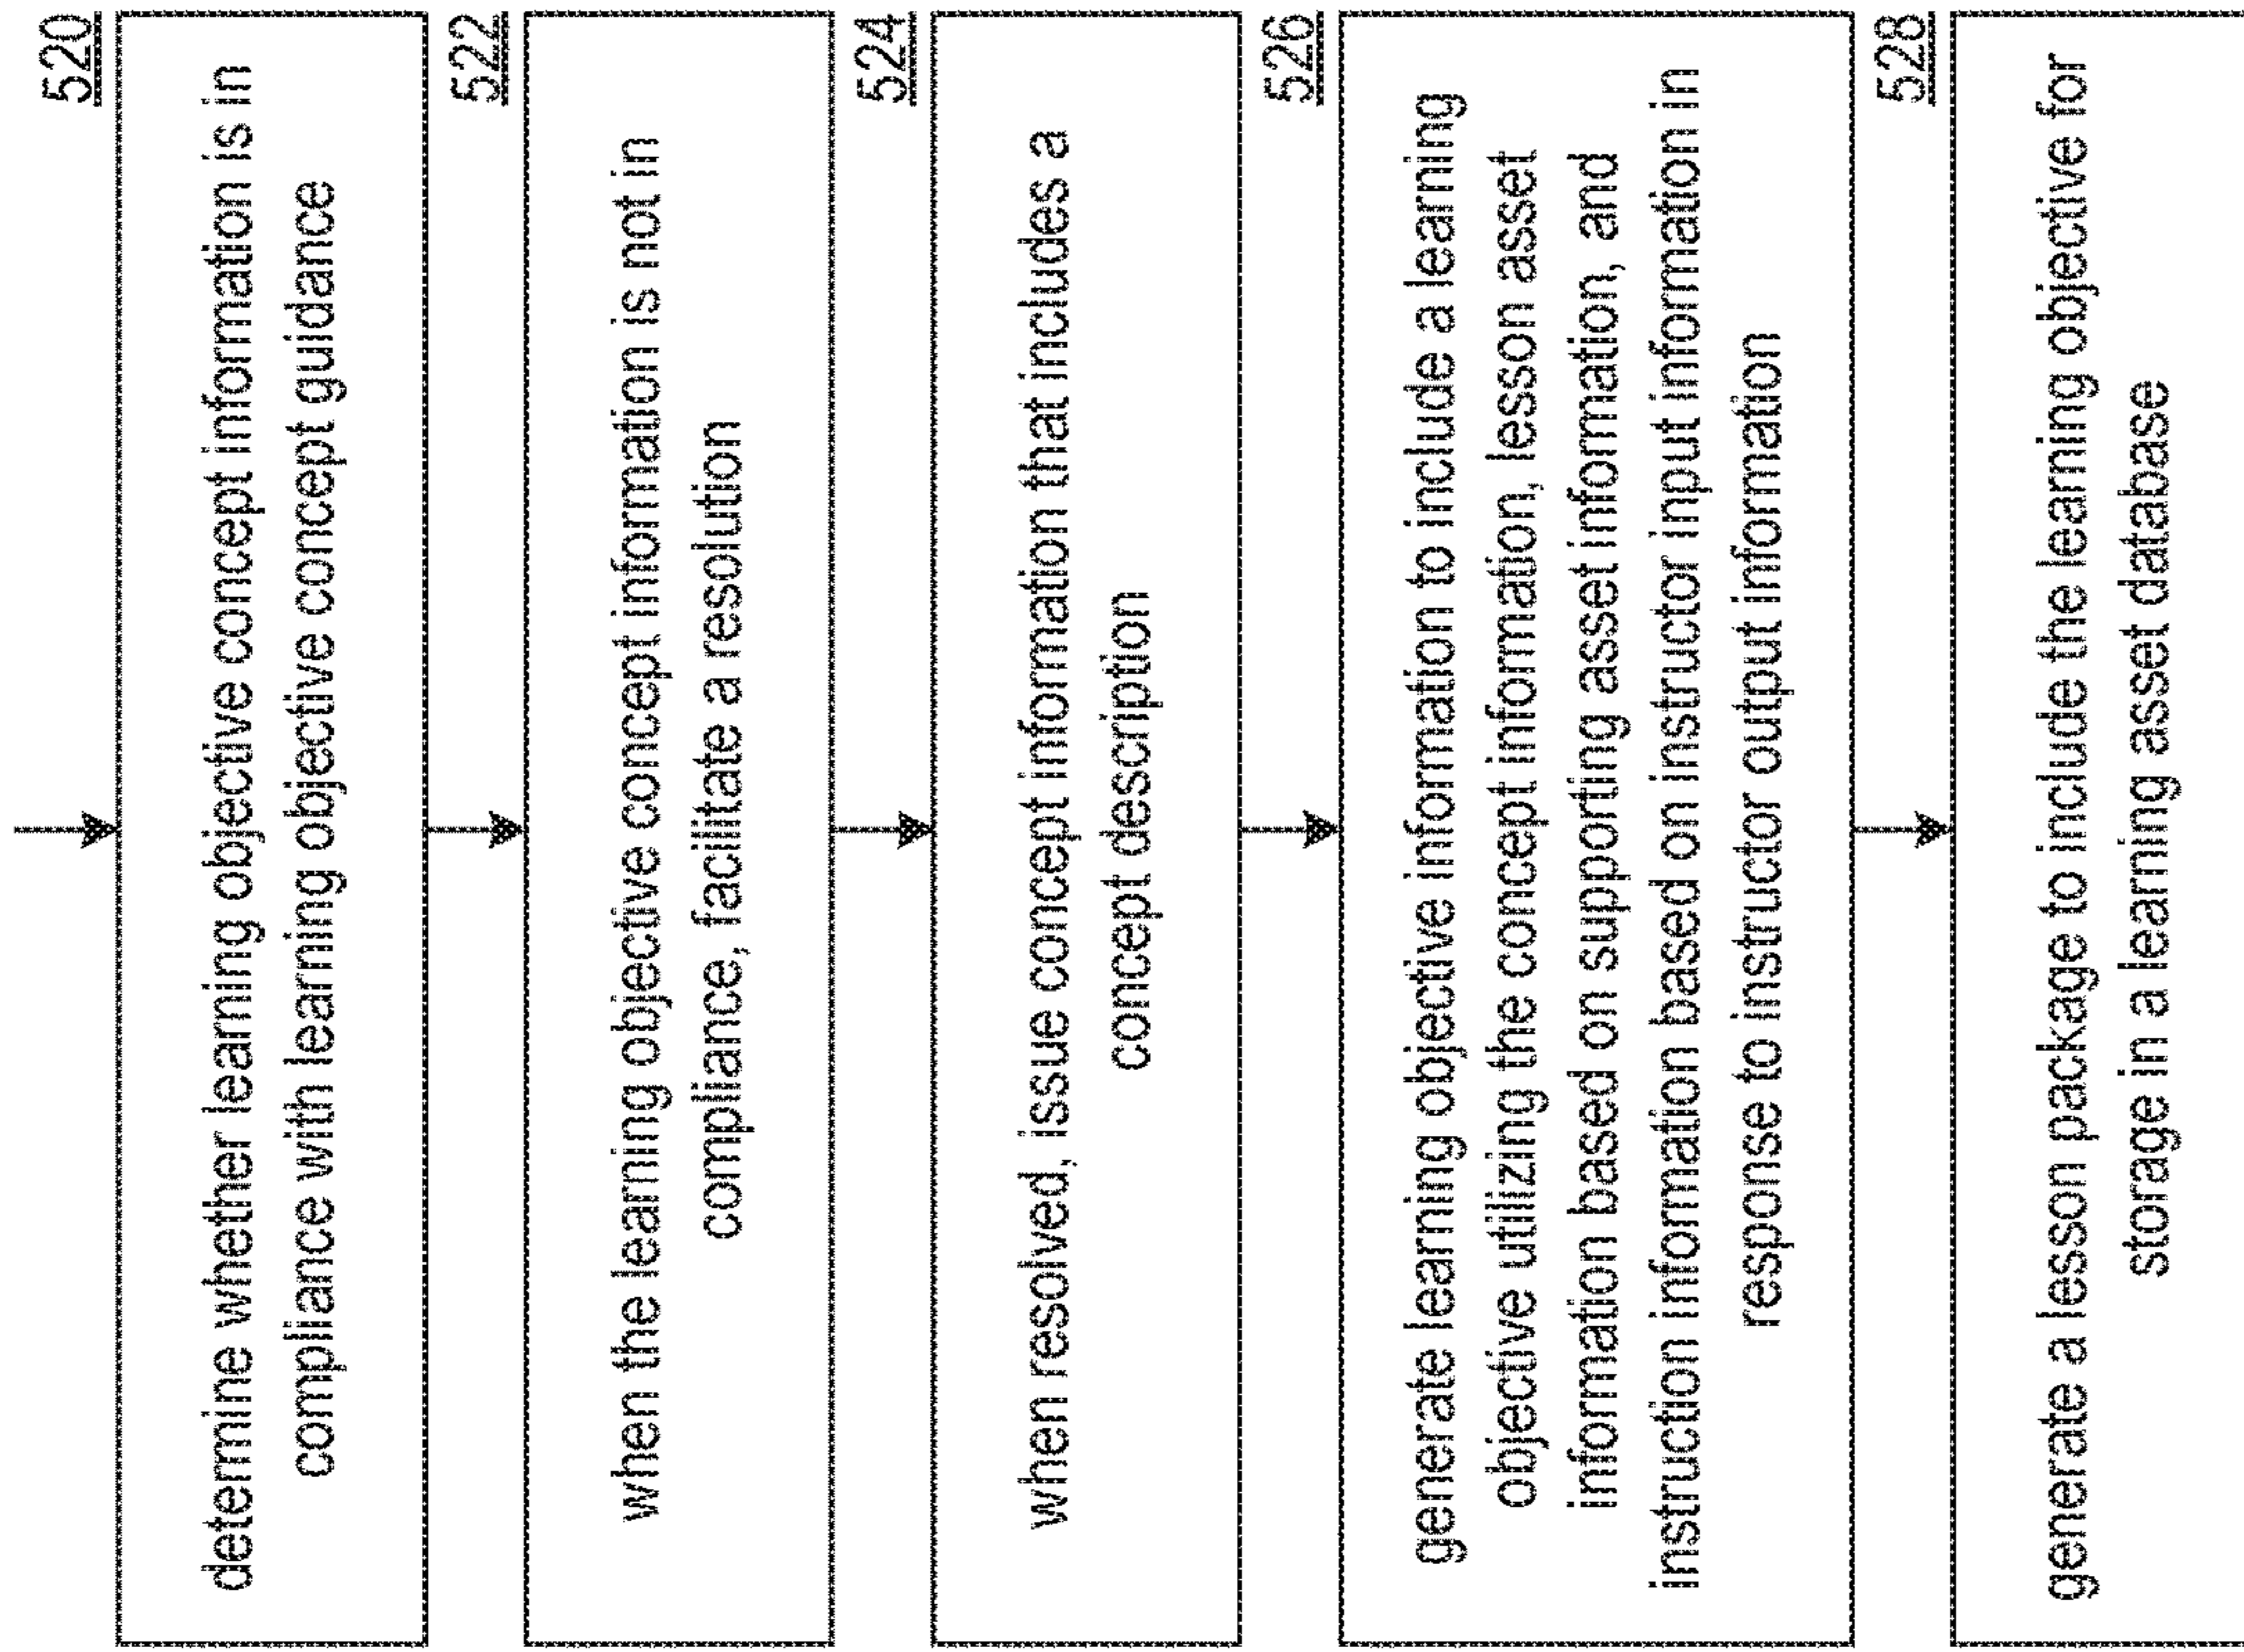 520
determine whether learning objective concept information is in
compliance with learning objective concept guidance
522
when the learning objective concept information is not in
compliance, facilitate a resolution
524
when resolved, issue concept information that includes a
concept description
526
generate learning objective information to include a learning
objective utilizing the concept information, lesson asset
information based on supporting asset information, and
instruction information based on instructor input information in
response to instructor output information
528
generate a lesson package to include the learning objective for
storage in a learning asset database